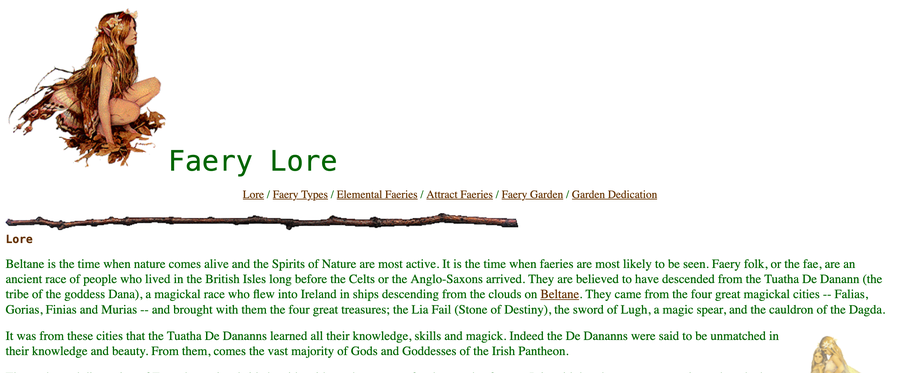 Faery Lore
Lore / Faery Types / Elemental Faeries / Attract Faeries / Faery Garden / Garden Dedication
Lore
Beltane is the time when nature comes alive and the Spirits of Nature are most active. It is the time when faeries are most likely to be seen. Faery folk, or the fae, are an
ancient race of people who lived in the British Isles long before the Celts or the Anglo-Saxons arrived. They are believed to have descended from the Tuatha De Danann (the
tribe of the goddess Dana), a magickal race who flew into Ireland in ships descending from the clouds on Beltane. They came from the four great magickal cities -- Falias,
Gorias, Finias and Murias -- and brought with them the four great treasures; the Lia Fail (Stone of Destiny), the sword of Lugh, a magic spear, and the cauldron of the Dagda.
It was from these cities that the Tuatha De Dananns learned all their knowledge, skills and magick. Indeed the De Dananns were said to be unmatched in
their knowledge and beauty. From them, comes the vast majority of Gods and Goddesses of the Irish Pantheon.